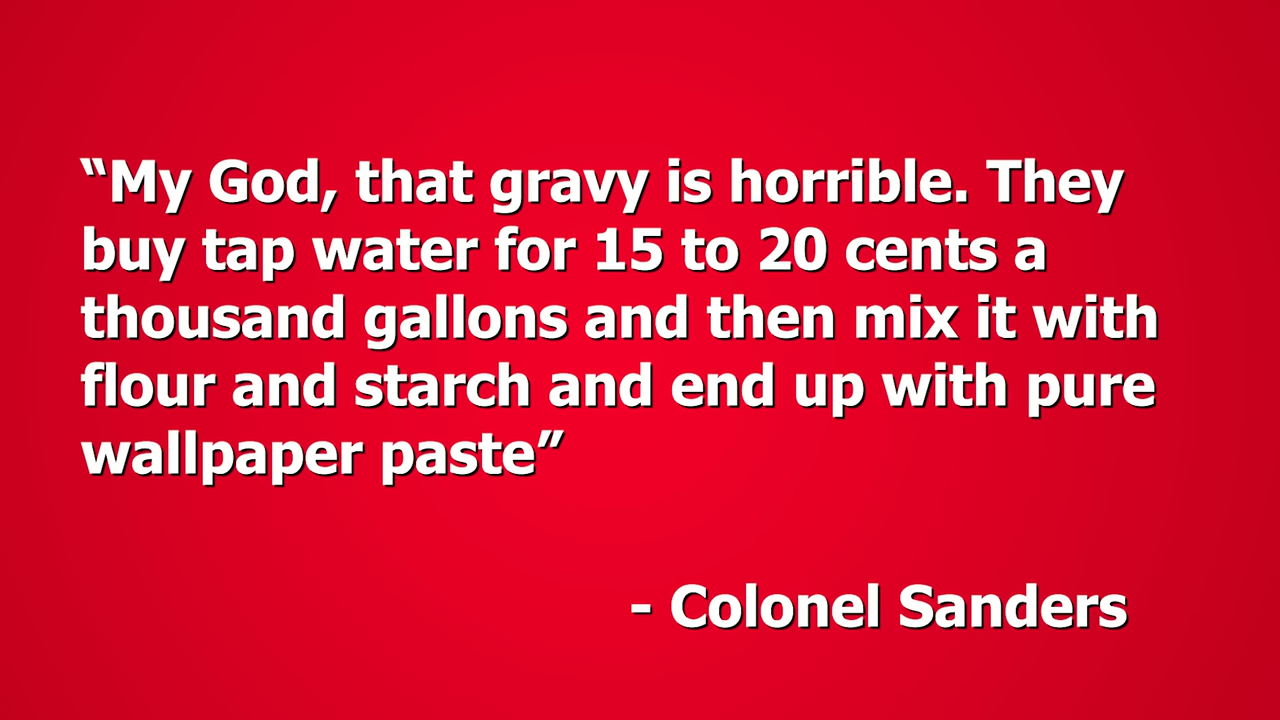 “My God, that gravy is horrible. They
buy tap water for 15 to 20 cents a
thousand gallons and then mix it with
flour and starch and end up with pure
wallpaper paste”
- Colonel Sanders